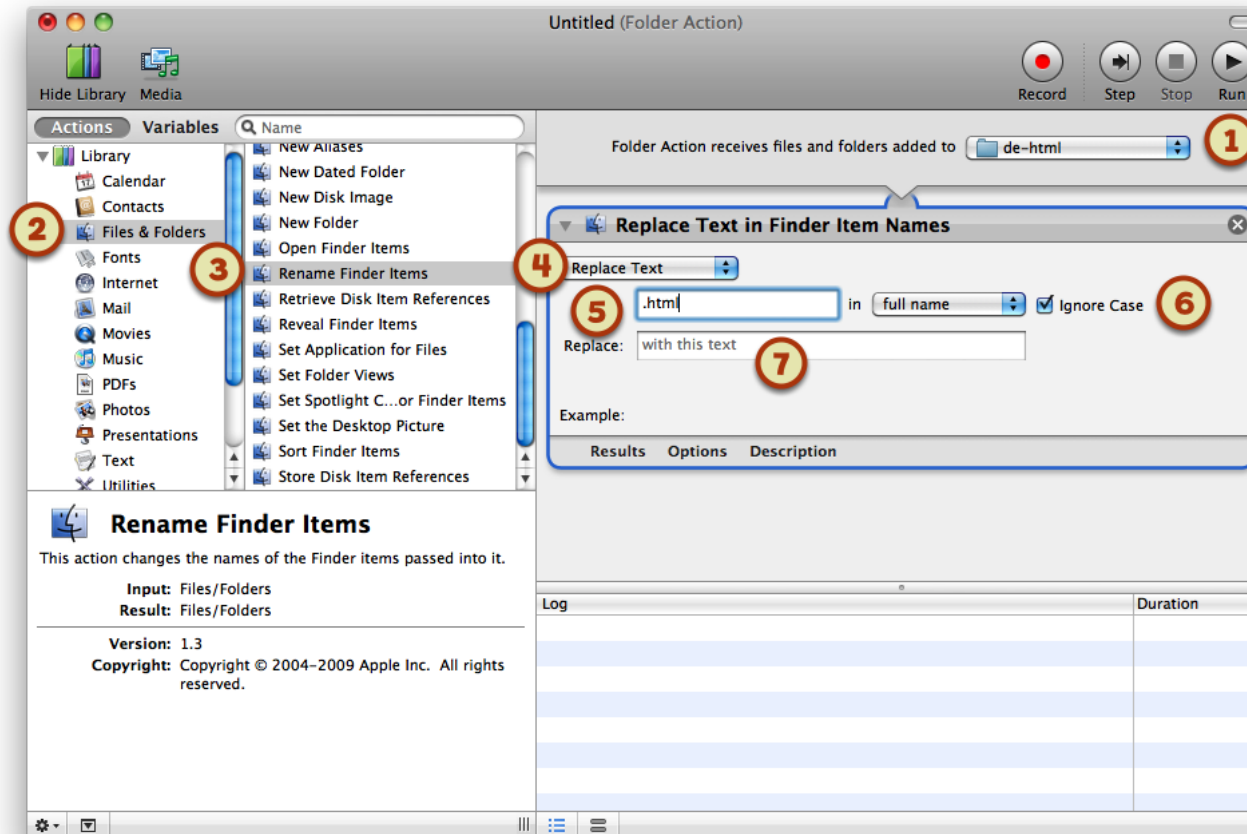 Untitled (Folder Action)
Hide Library Media
Record Step Stop Run
Actions Variables Name
Library
Calendar
Contacts
Files & Folders
Fonts
Internet
Mail
Movies
Music
PDFs
Photos
Presentations
Text
Utilities
New Aliases
New Dated Folder
New Disk Image
New Folder
Open Finder Items
Rename Finder Items
Retrieve Disk Item References
Reveal Finder Items
Set Application for Files
Set Folder Views
Set Spotlight C...or Finder Items
Set the Desktop Picture
Sort Finder Items
Store Disk Item References
2
3
Folder Action receives files and folders added to de-html 1
Replace Text in Finder Item Names
4 Replace Text
5 .html in full name Ignore Case 6
Replace: with this text 7
Example:
Results Options Description
Rename Finder Items
This action changes the names of the Finder items passed into it.
Input: Files/Folders
Result: Files/Folders
Version: 1.3
Copyright: Copyright © 2004–2009 Apple Inc. All rights
reserved.
Log Duration